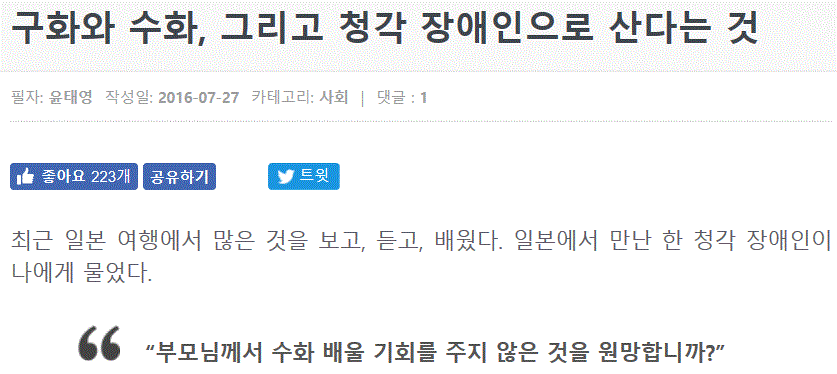 구화와 수화, 그리고 청각 장애인으로 산다는 것
필자: 윤태영 작성일: 2016-07-27 카테고리: 사회 | 댓글 : 1
좋아요 223개 공유하기 트윗
최근 일본 여행에서 많은 것을 보고, 듣고, 배웠다. 일본에서 만난 한 청각 장애인이
나에게 물었다.
“부모님께서 수화 배울 기회를 주지 않은 것을 원망합니까?”